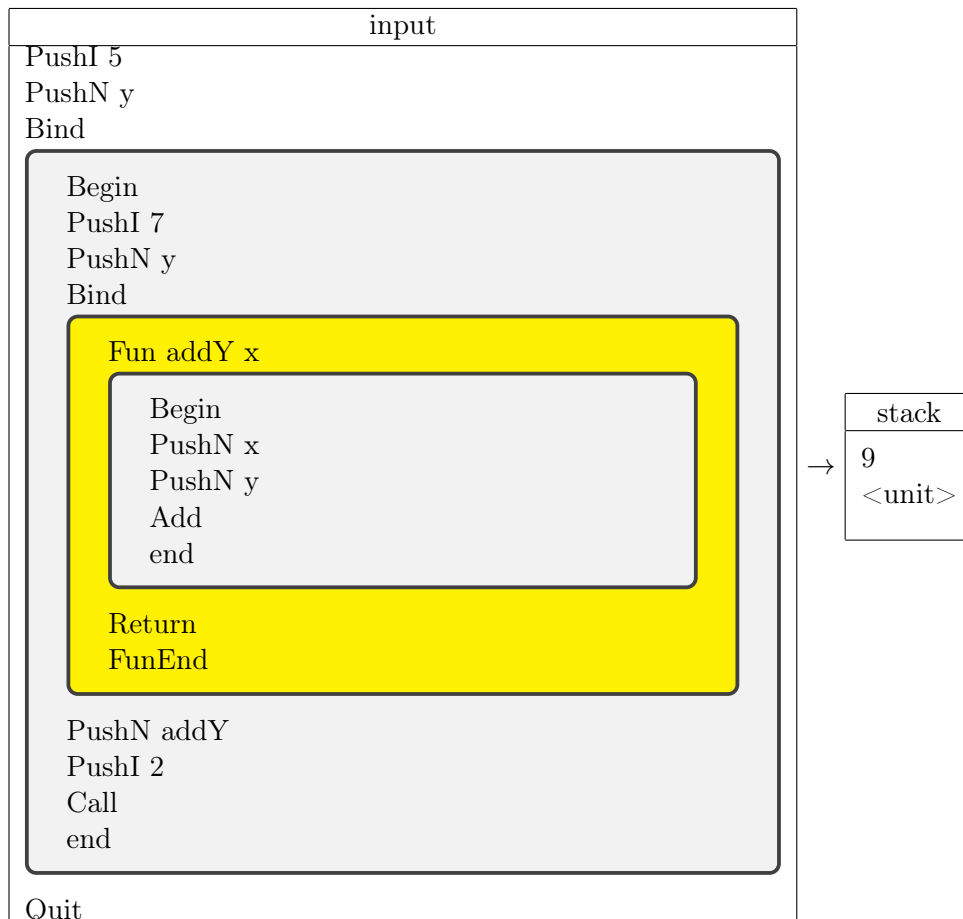 input
PushI 5
PushN y
Bind
Begin
PushI 7
PushN y
Bind
Fun addY x
Begin
PushN x
PushN y
Add
end
Return
FunEnd
PushN addY
PushI 2
Call
end
Quit
→
stack
9
<unit>